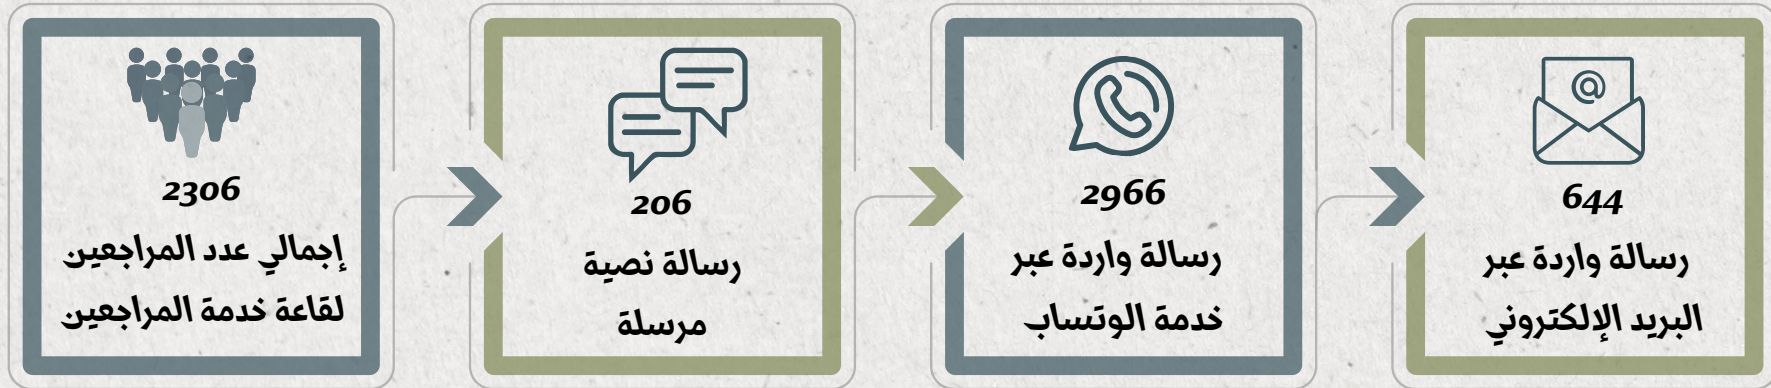 644
رسالة واردة عبر
البريد الإلكتروني
2966
رسالة واردة عبر
خدمة الوتساب
206
رسالة نصية
مرسلة
2306
إجمالي عدد المراجعين
لقاعة خدمة المراجعين